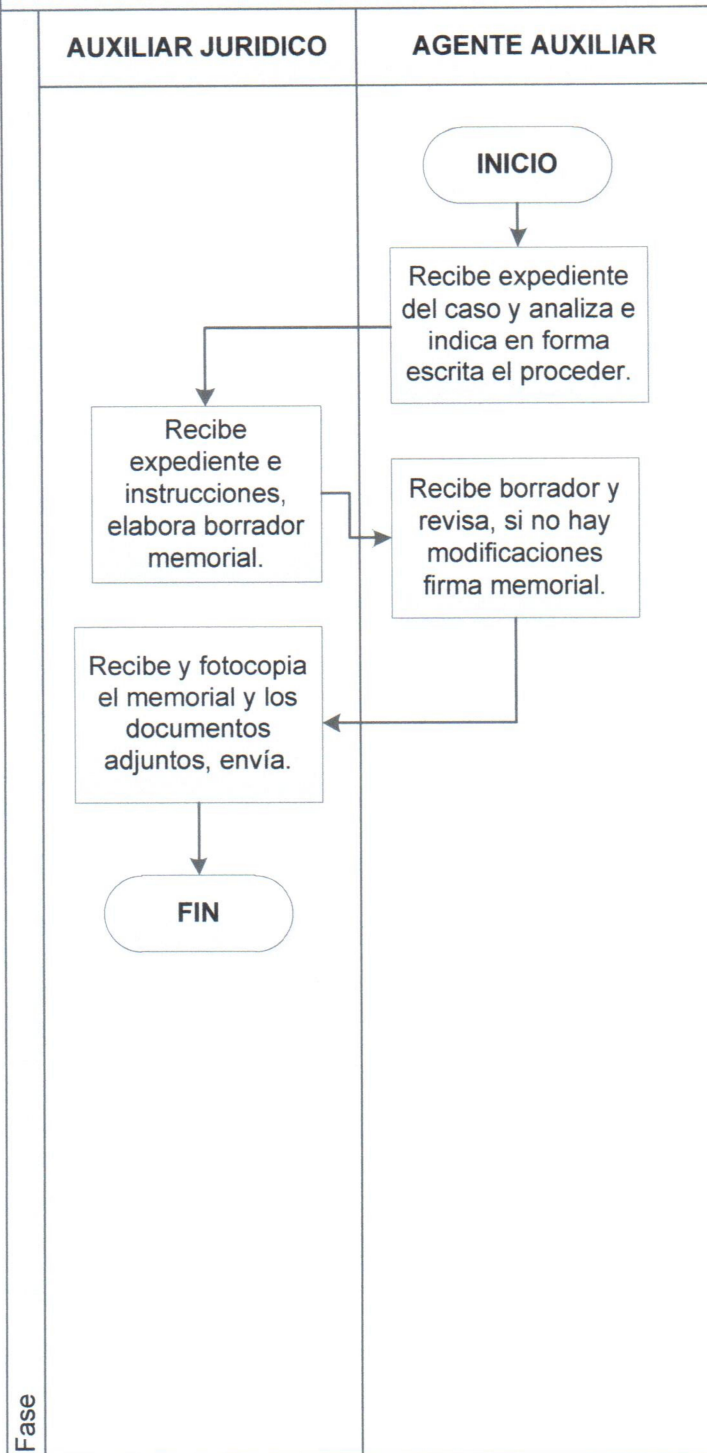 AUXILIAR JURIDICO
AGENTE AUXILIAR
INICIO
Recibe expediente
del caso y analiza e
indica en forma
escrita el proceder.
Recibe
expediente e
instrucciones,
elabora borrador
memorial.
Recibe borrador y
revisa, si no hay
modificaciones
firma memorial.
Recibe y fotocopia
el memorial y los
documentos
adjuntos, envía.
FIN
Fase